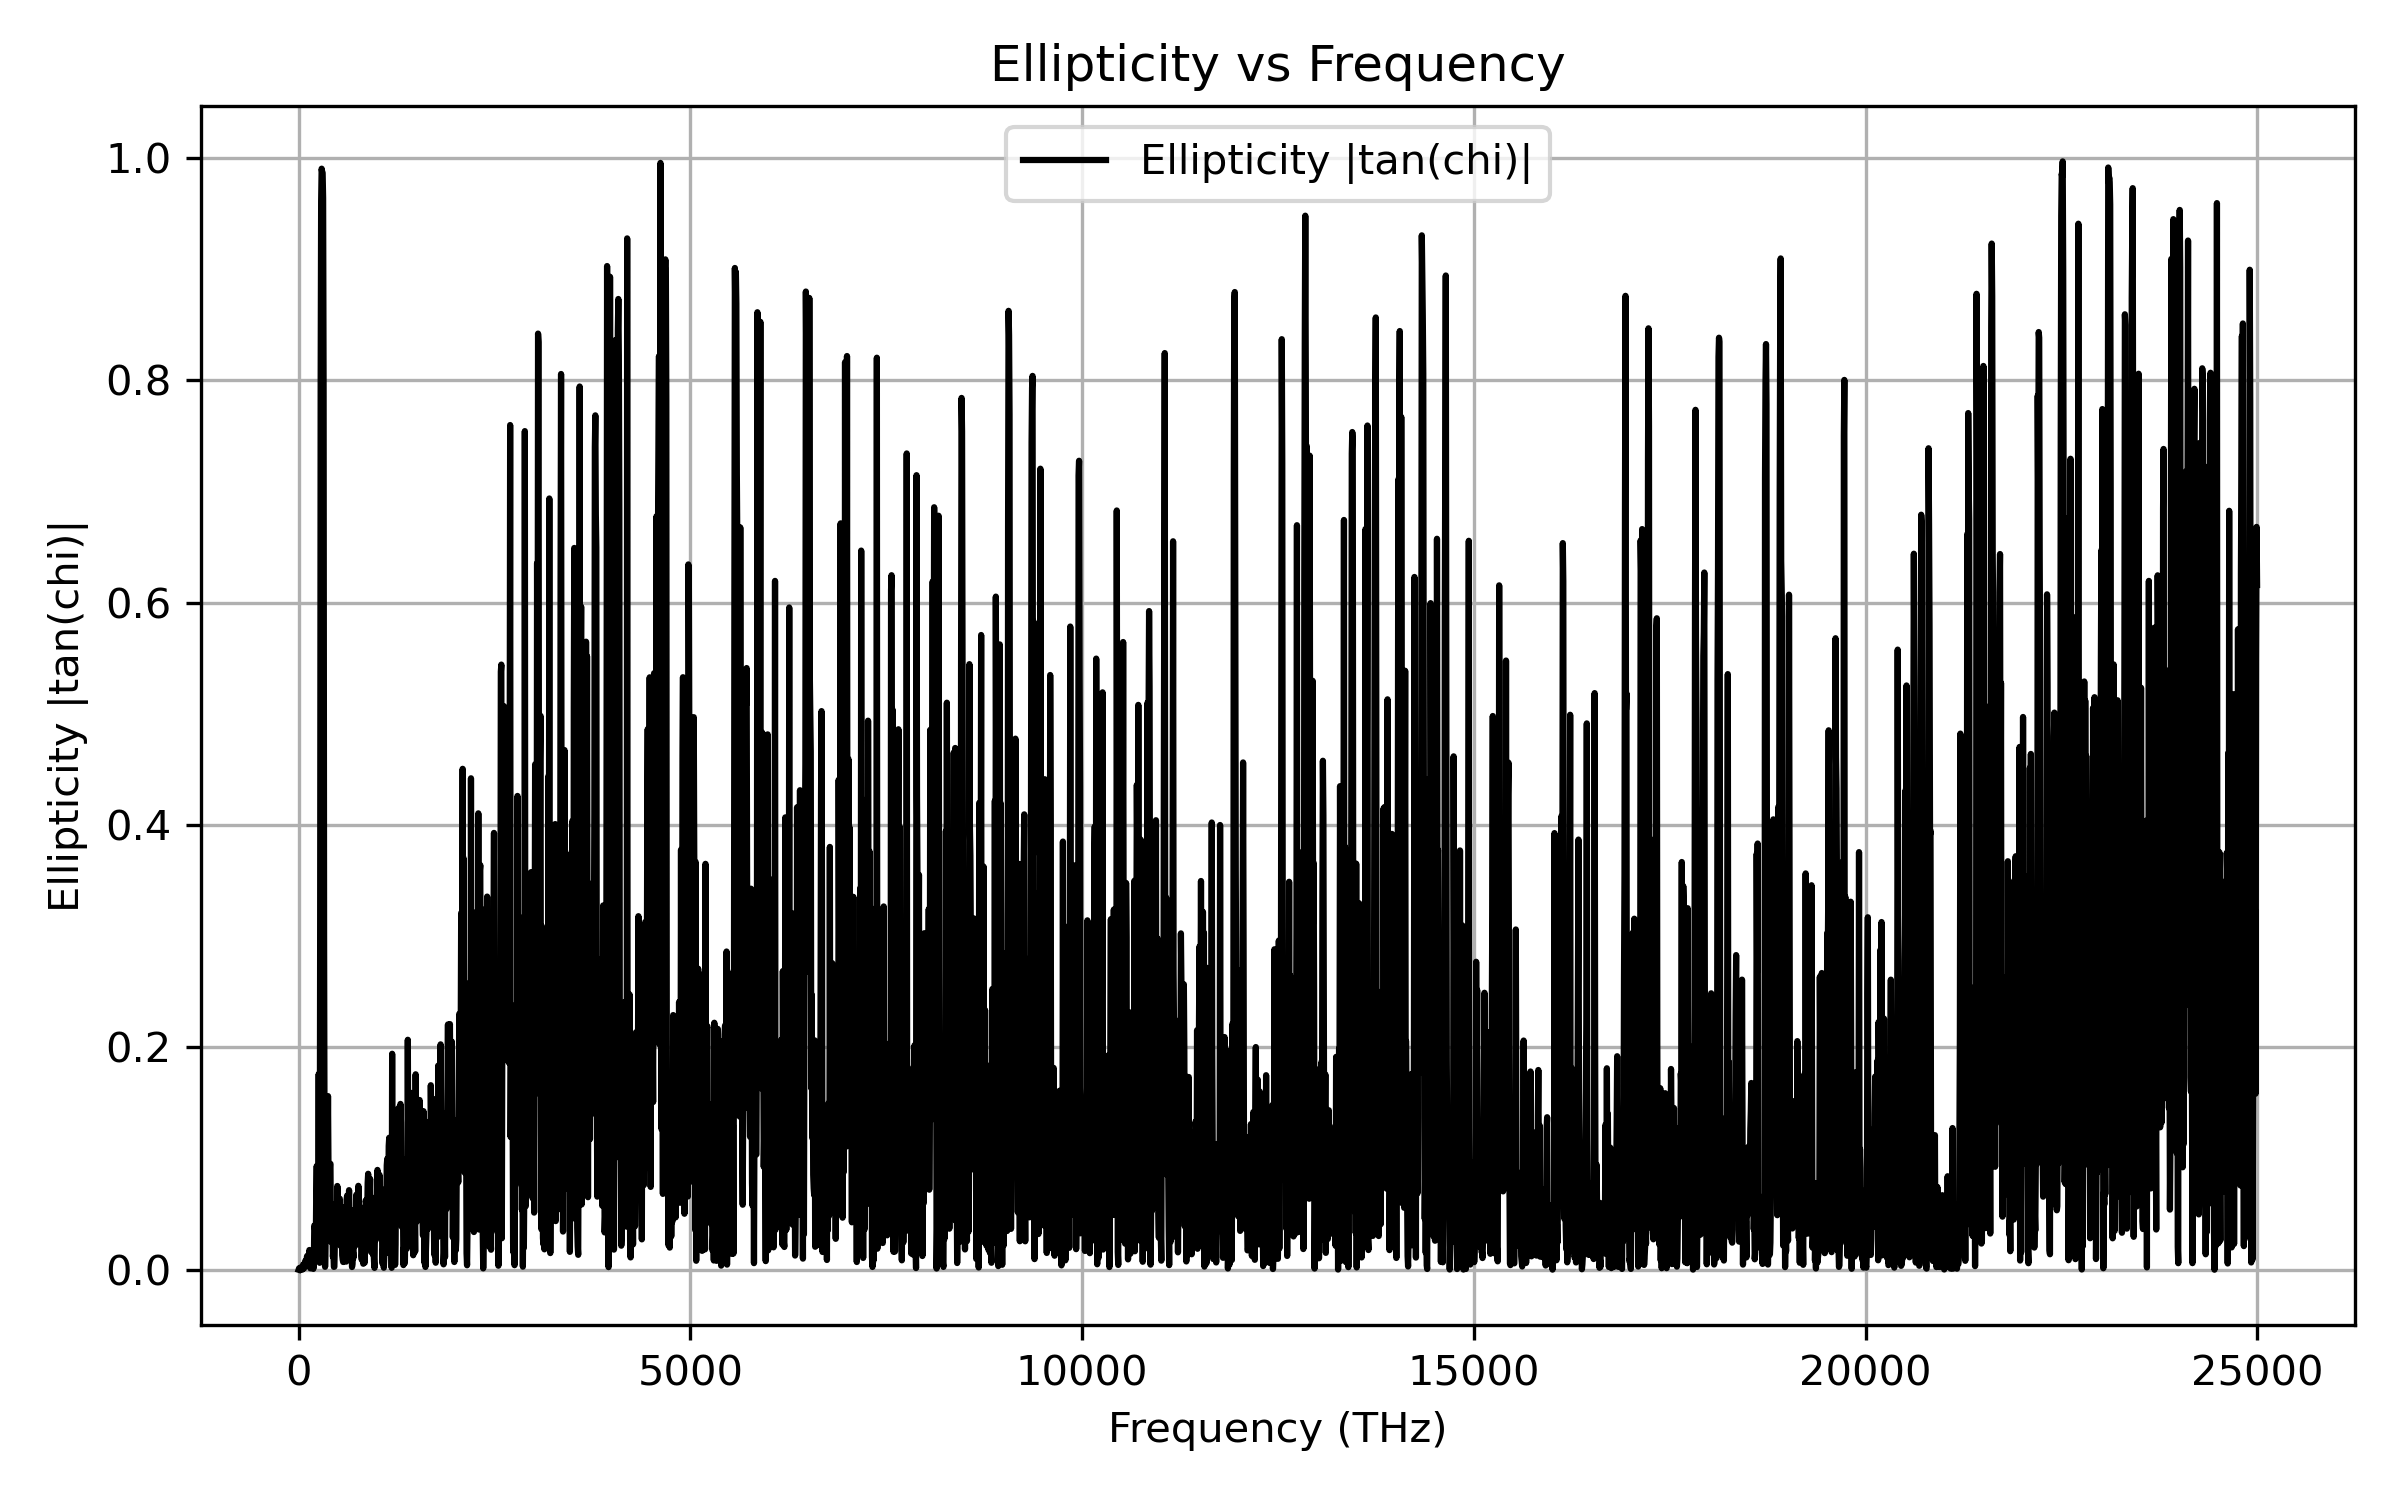 Ellipticity vs Frequency
Ellipticity |tan(chi)|
Ellipticity |tan(chi)|
1.0
0.8
0.6
0.4
0.2
0.0
0 5000 10000 15000 20000 25000
Frequency (THz)